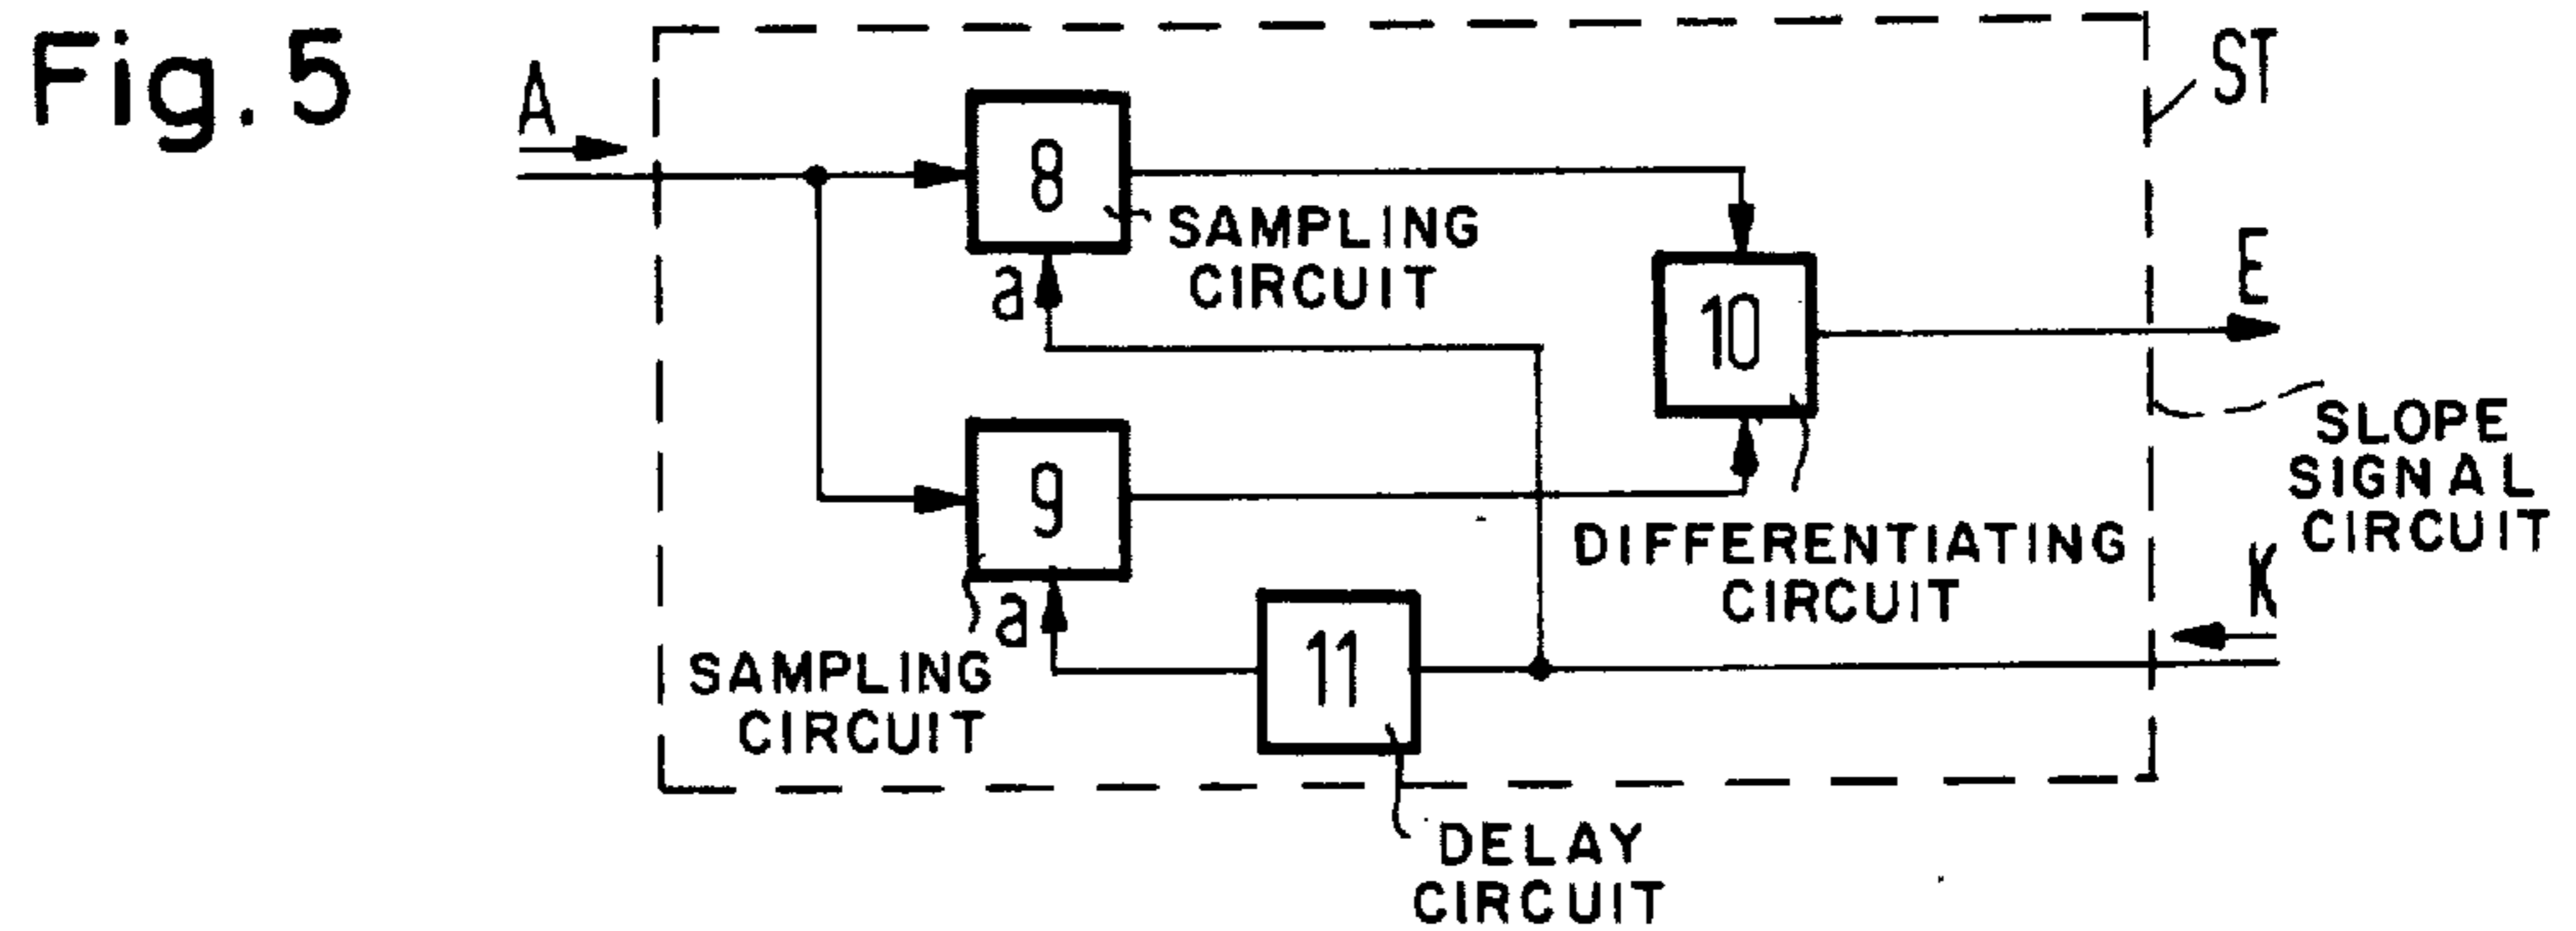 Fig. 5
A
ST
8
SAMPLING
CIRCUIT
a
10
E
SLOPE
SIGNAL
CIRCUIT
9
DIFFERENTIATING
CIRCUIT
K
a
SAMPLING
CIRCUIT
11
DELAY
CIRCUIT